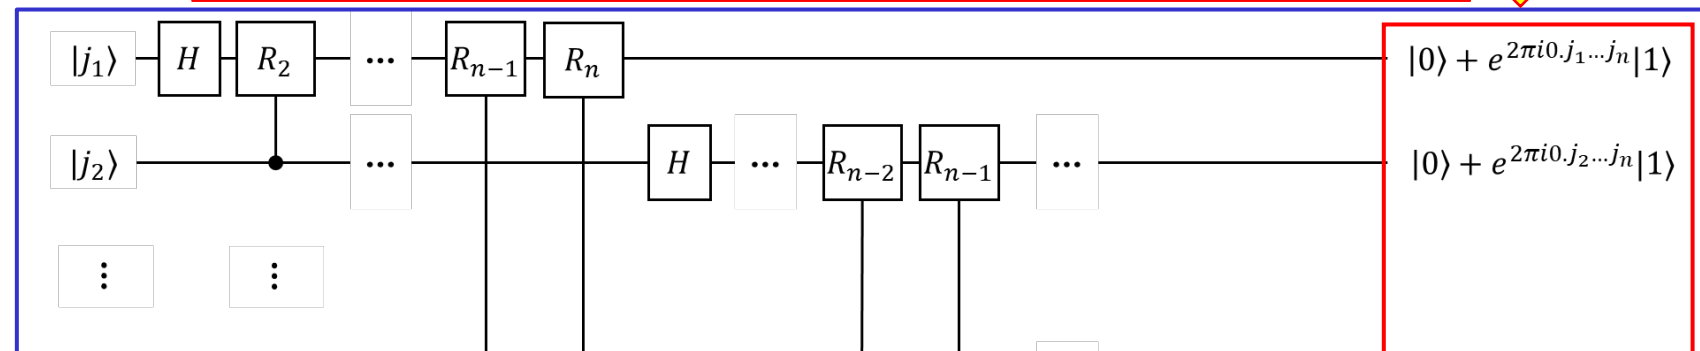 |j₁⟩ H R₂ ... Rₙ₋₁ Rₙ |0⟩ + e^{2πi0.j₁...jₙ}|1⟩
|j₂⟩ ... H ... Rₙ₋₂ Rₙ₋₁ ... |0⟩ + e^{2πi0.j₂...jₙ}|1⟩
⋮ ⋮